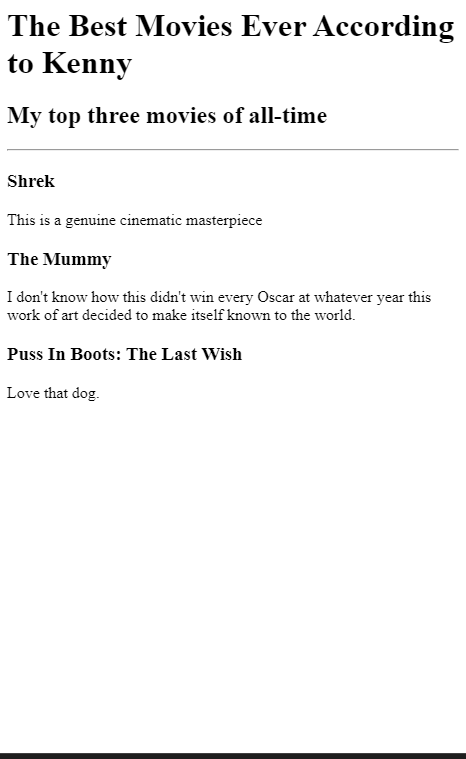 The Best Movies Ever According
to Kenny
My top three movies of all-time
Shrek
This is a genuine cinematic masterpiece
The Mummy
I don't know how this didn't win every Oscar at whatever year this
work of art decided to make itself known to the world.
Puss In Boots: The Last Wish
Love that dog.